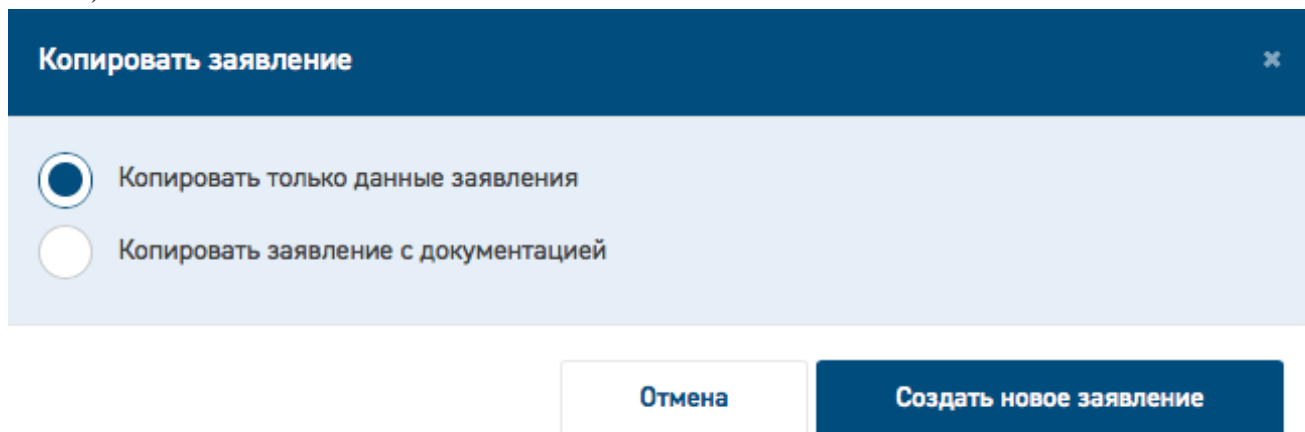 Копировать заявление
Копировать только данные заявления
Копировать заявление с документацией
Отмена
Создать новое заявление